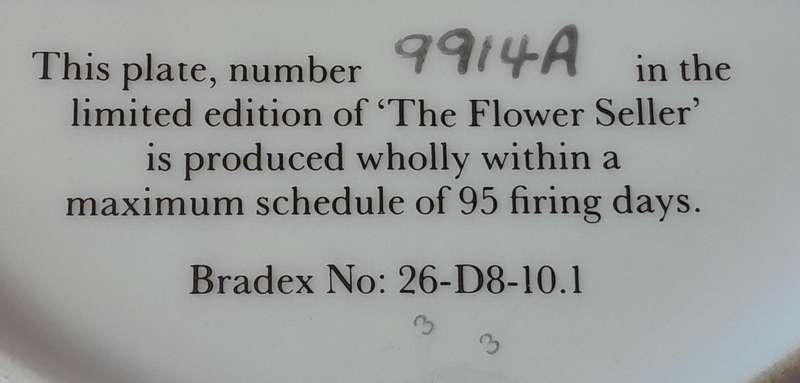 This plate, number 9914A in the
limited edition of ‘The Flower Seller’
is produced wholly within a
maximum schedule of 95 firing days.
Bradex No: 26-D8-10.1
3 3